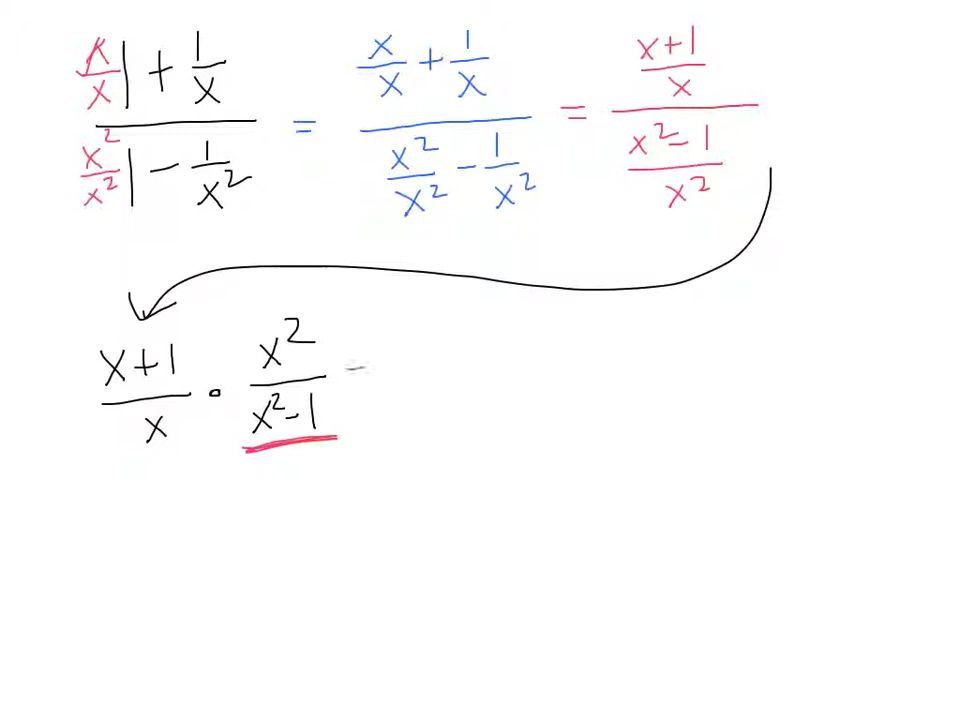 x/x 1 + 1/x = x/x + 1/x = x+1/x
x²/x² 1 - 1/x² x²/x² - 1/x² x²-1/x²
x+1/x · x²/x²-1 -